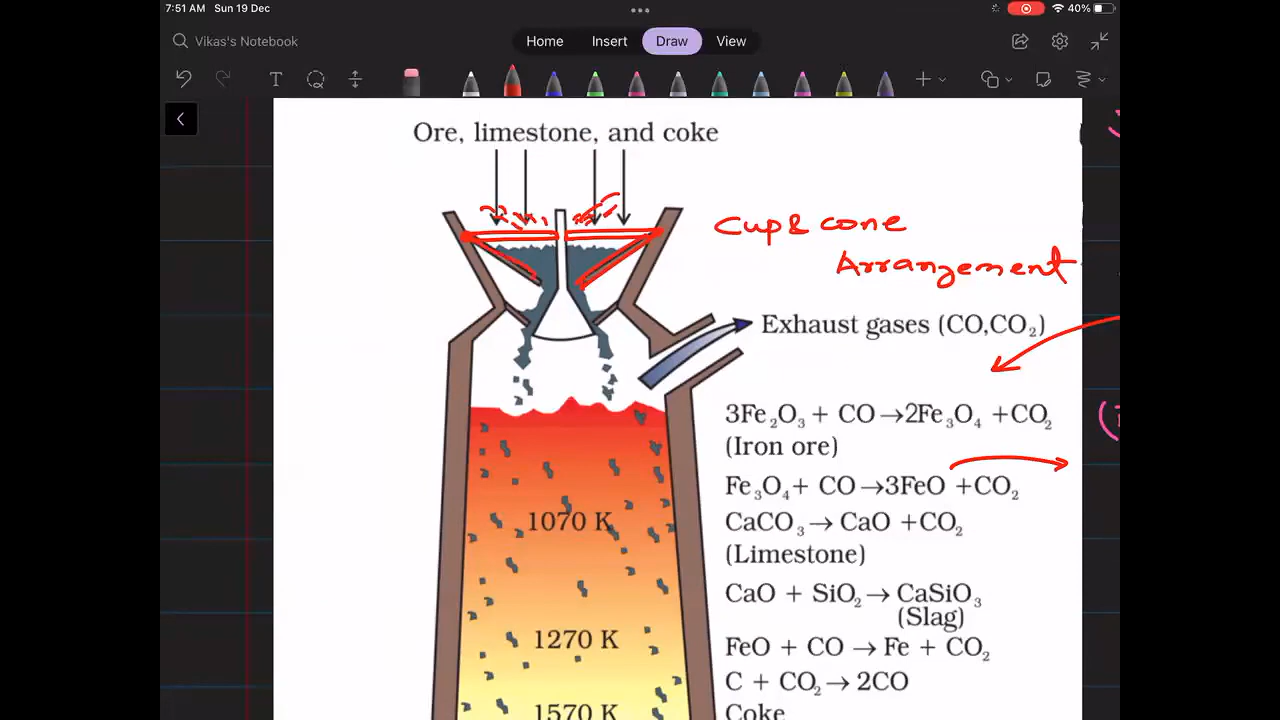 7:51 AM Sun 19 Dec
40%
Vikas's Notebook
Home Insert Draw View
Ore, limestone, and coke
Cup & cone
Arrangement
Exhaust gases (CO,CO₂)
3Fe₂O₃ + CO →2Fe₃O₄ +CO₂
(Iron ore)
Fe₃O₄+ CO →3FeO +CO₂
1070 K
CaCO₃→ CaO +CO₂
(Limestone)
CaO + SiO₂→ CaSiO₃
(Slag)
1270 K
FeO + CO → Fe + CO₂
C + CO₂→ 2CO
1570 K
Coke